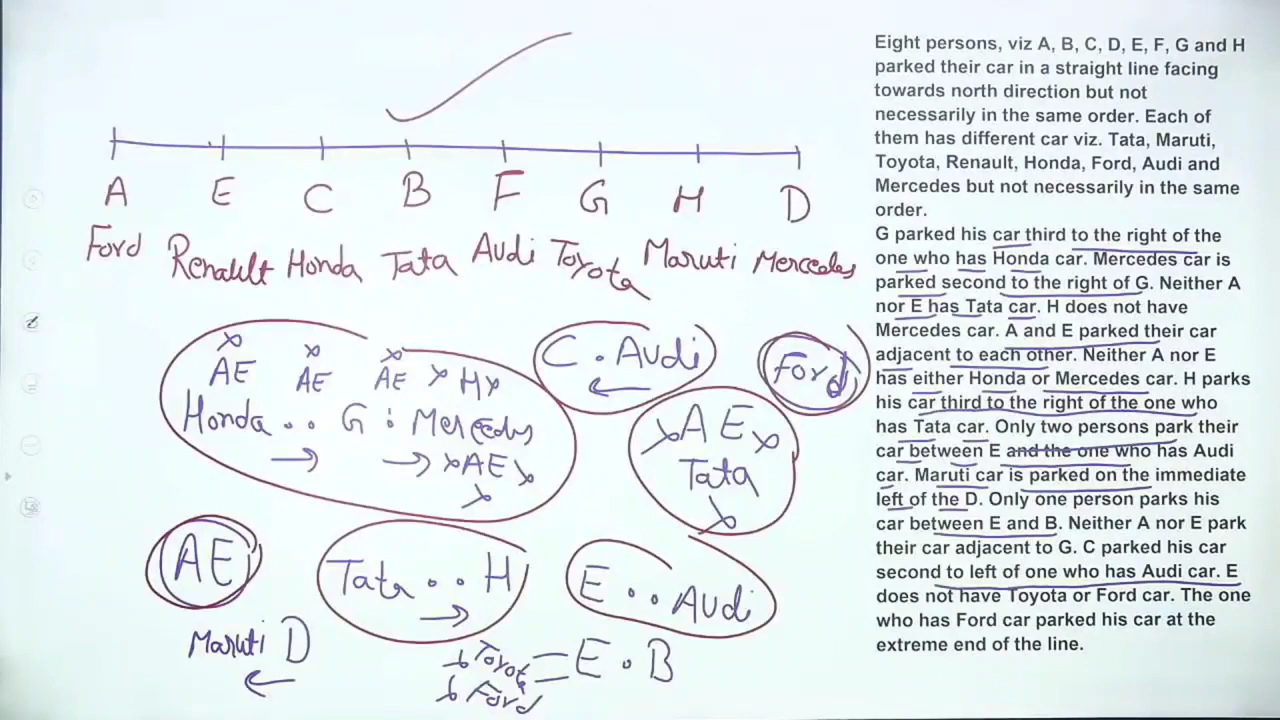 A E C B F G H D
Ford Renault Honda Tata Audi Toyota Maruti Mercedes
AE AE AE × H ×
Honda . . G . Mercedes
× AE ×
C . Audi
Ford
× A E ×
Tata
AE
Tata . . H
E . . Audi
Maruti D
Toyota
Ford
E . B
Eight persons, viz A, B, C, D, E, F, G and H
parked their car in a straight line facing
towards north direction but not
necessarily in the same order. Each of
them has different car viz. Tata, Maruti,
Toyota, Renault, Honda, Ford, Audi and
Mercedes but not necessarily in the same
order.
G parked his car third to the right of the
one who has Honda car. Mercedes car is
parked second to the right of G. Neither A
nor E has Tata car. H does not have
Mercedes car. A and E parked their car
adjacent to each other. Neither A nor E
has either Honda or Mercedes car. H parks
his car third to the right of the one who
has Tata car. Only two persons park their
car between E and the one who has Audi
car. Maruti car is parked on the immediate
left of the D. Only one person parks his
car between E and B. Neither A nor E park
their car adjacent to G. C parked his car
second to left of one who has Audi car. E
does not have Toyota or Ford car. The one
who has Ford car parked his car at the
extreme end of the line.